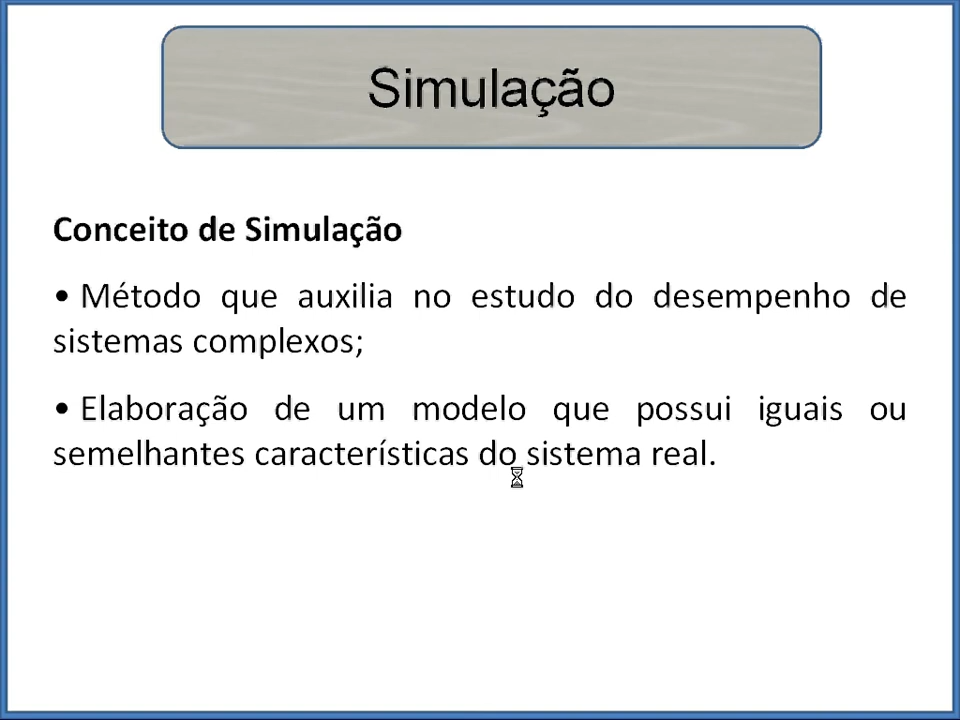 Simulação
Conceito de Simulação
• Método que auxilia no estudo do desempenho de
sistemas complexos;
• Elaboração de um modelo que possui iguais ou
semelhantes características do sistema real.